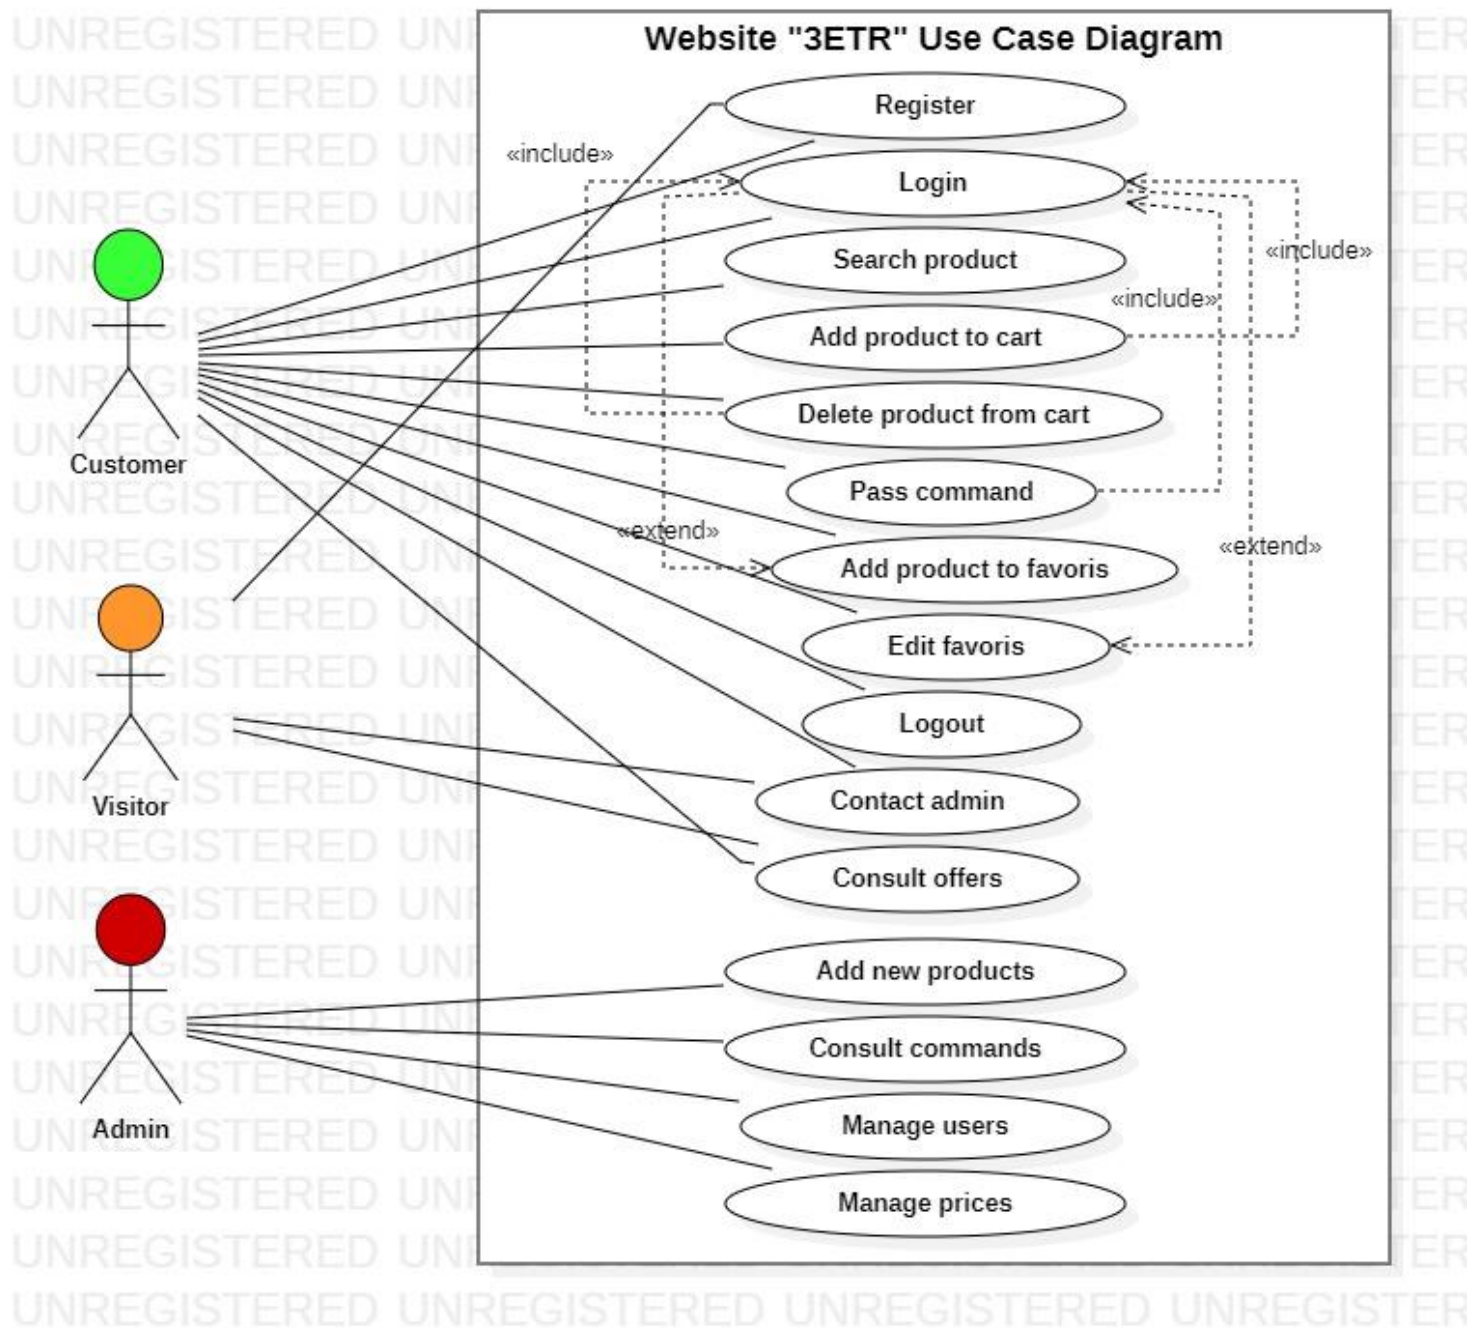 Website "3ETR" Use Case Diagram
Register
«include»
Login
«include»
Search product
«include»
Add product to cart
Delete product from cart
Customer
Pass command
«extend»
«extend»
Add product to favoris
Edit favoris
Logout
Visitor
Contact admin
Consult offers
Add new products
Consult commands
Admin
Manage users
Manage prices
UNREGISTERED UNREGISTERED UNREGISTERED UNREGISTER